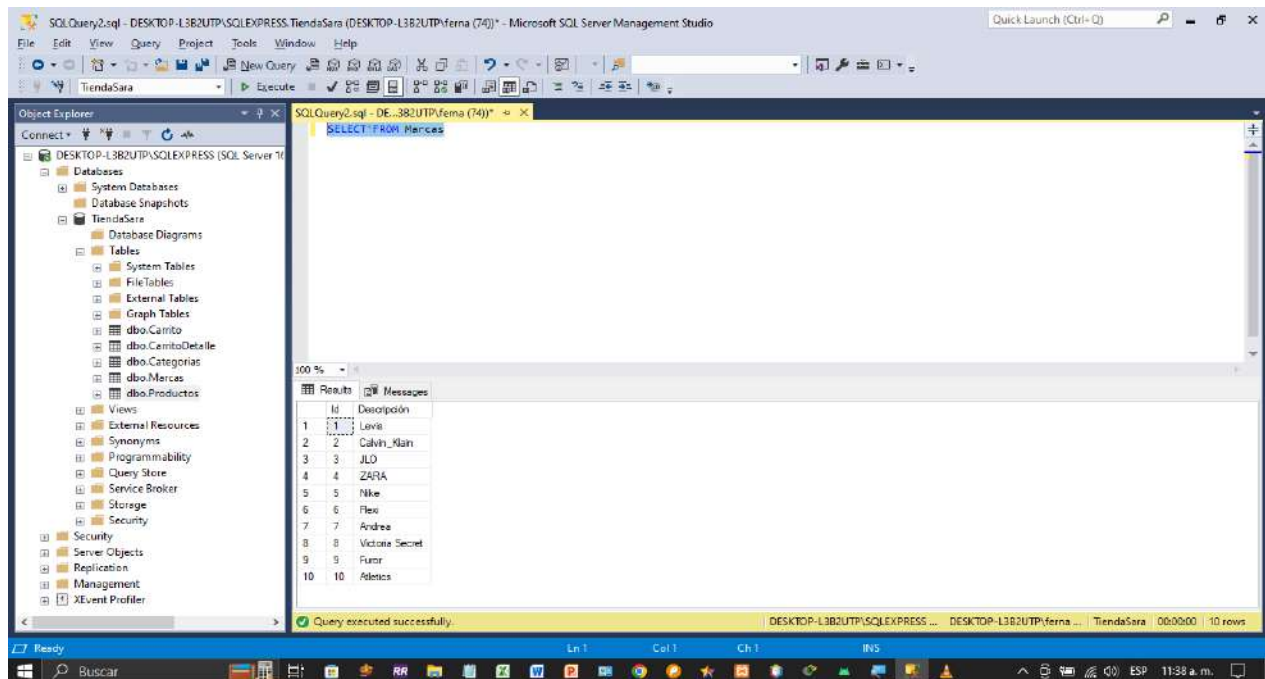 SQLQuery2.sql - DESKTOP-L3B2UTP\SQLEXPRESS.TiendaSara (DESKTOP-L3B2UTP\ferna (74))* - Microsoft SQL Server Management Studio
Quick Launch (Ctrl+Q)
File Edit View Query Project Tools Window Help
New Query
TiendaSara
Execute
Object Explorer
Connect
DESKTOP-L3B2UTP\SQLEXPRESS (SQL Server 16
Databases
System Databases
Database Snapshots
TiendaSara
Database Diagrams
Tables
System Tables
FileTables
External Tables
Graph Tables
dbo.Carrito
dbo.CarritoDetalle
dbo.Categorias
dbo.Marcas
dbo.Productos
Views
External Resources
Synonyms
Programmability
Query Store
Service Broker
Storage
Security
Security
Server Objects
Replication
Management
XEvent Profiler
SQLQuery2.sql - DE...3B2UTP\ferna (74))*
SELECT*FROM Marcas
100 %
Results Messages
Id Descripción
1 1 Levis
2 2 Calvin_Klain
3 3 JLO
4 4 ZARA
5 5 Nike
6 6 Flexi
7 7 Andrea
8 8 Victoria Secret
9 9 Furor
10 10 Atletics
Query executed successfully.
DESKTOP-L3B2UTP\SQLEXPRESS ... DESKTOP-L3B2UTP\ferna ... TiendaSara 00:00:00 10 rows
Ready Ln 1 Col 1 Ch 1 INS
Buscar
ESP 11:38 a. m.